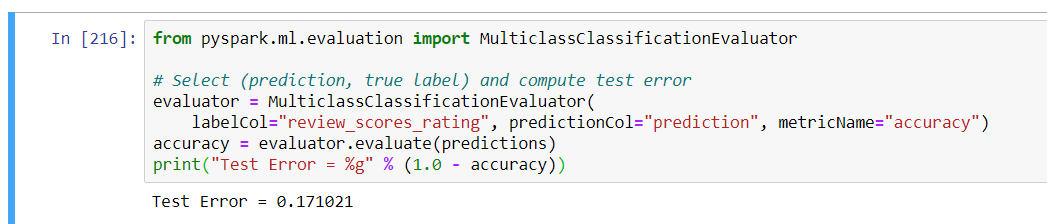 In [216]: from pyspark.ml.evaluation import MulticlassClassificationEvaluator
# Select (prediction, true label) and compute test error
evaluator = MulticlassClassificationEvaluator(
    labelCol="review_scores_rating", predictionCol="prediction", metricName="accuracy")
accuracy = evaluator.evaluate(predictions)
print("Test Error = %g" % (1.0 - accuracy))
Test Error = 0.171021